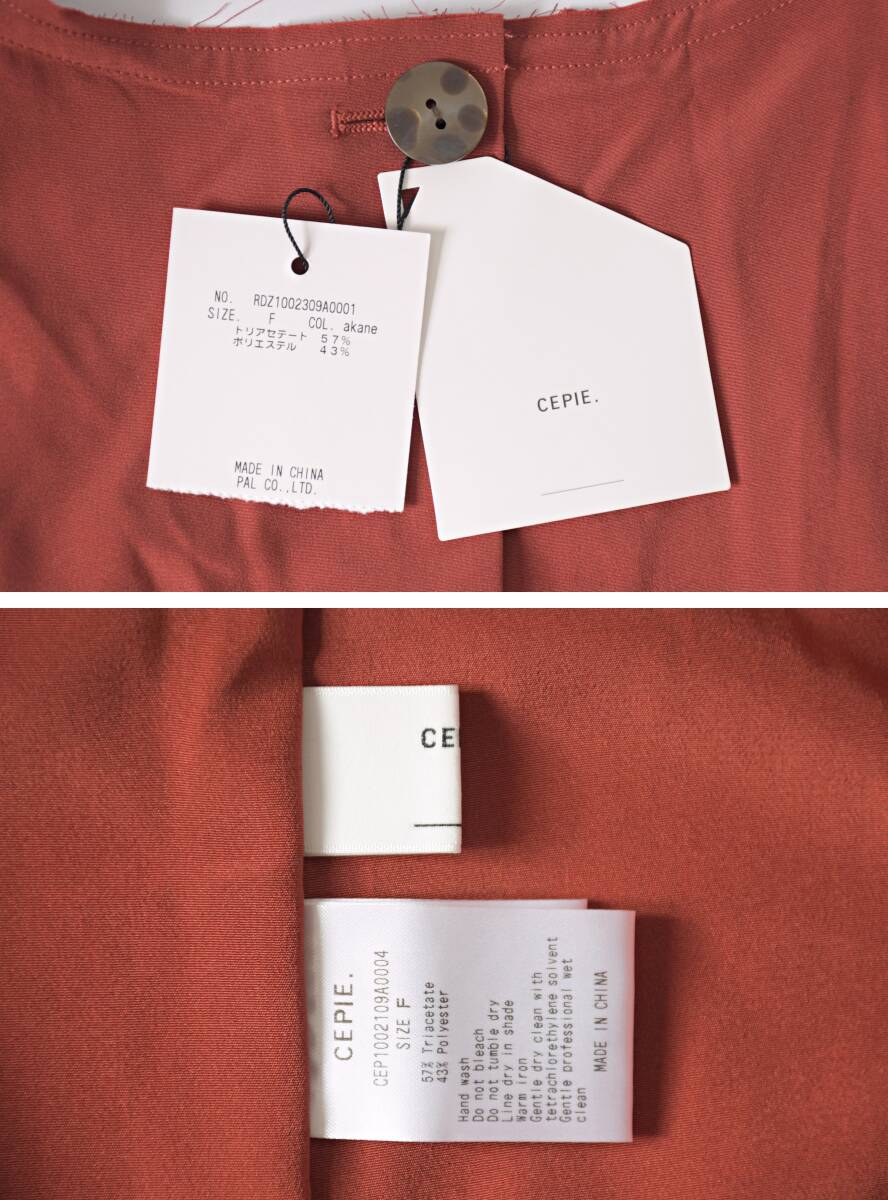 NO. RDZ1002309A0001
SIZE. F COL. akane
トリアセテート 57%
ポリエステル 43%
MADE IN CHINA
PAL CO.,LTD.
CEPIE.
CE
CEPIE.
CEP1002109A0004
SIZE F
57% Triacetate
43% Polyester
Hand wash
Do not bleach
Do not tumble dry
Line dry in shade
Warm iron
Gentle dry clean with
tetrachlorethylene solvent
Gentle professional wet
clean
MADE IN CHINA